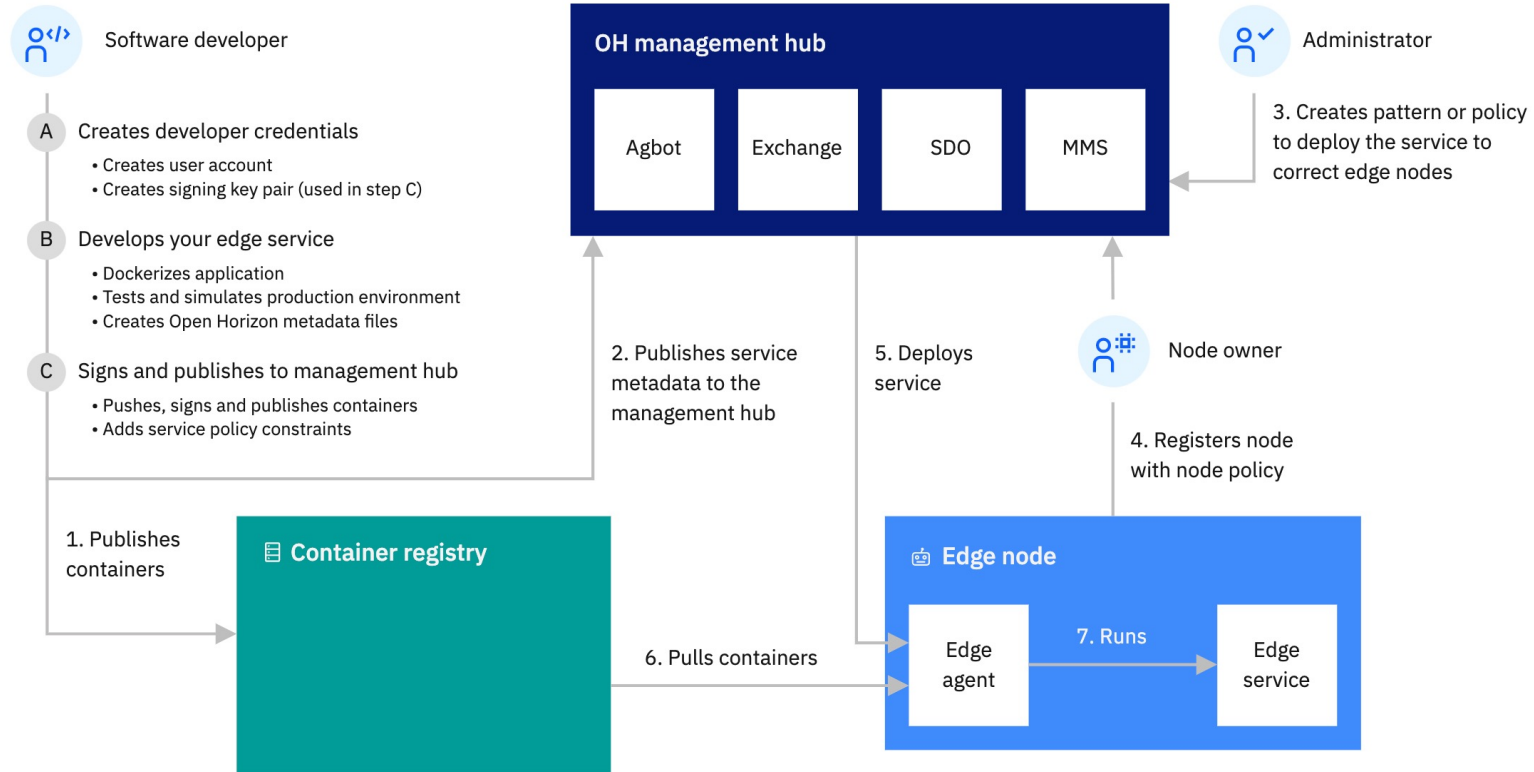 Software developer
A
Creates developer credentials
• Creates user account
• Creates signing key pair (used in step C)
B
Develops your edge service
• Dockerizes application
• Tests and simulates production environment
• Creates Open Horizon metadata files
C
Signs and publishes to management hub
• Pushes, signs and publishes containers
• Adds service policy constraints
OH management hub
Agbot
Exchange
SDO
MMS
Administrator
3. Creates pattern or policy
to deploy the service to
correct edge nodes
2. Publishes service
metadata to the
management hub
5. Deploys
service
Node owner
4. Registers node
with node policy
1. Publishes
containers
Container registry
6. Pulls containers
Edge node
Edge
agent
7. Runs
Edge
service